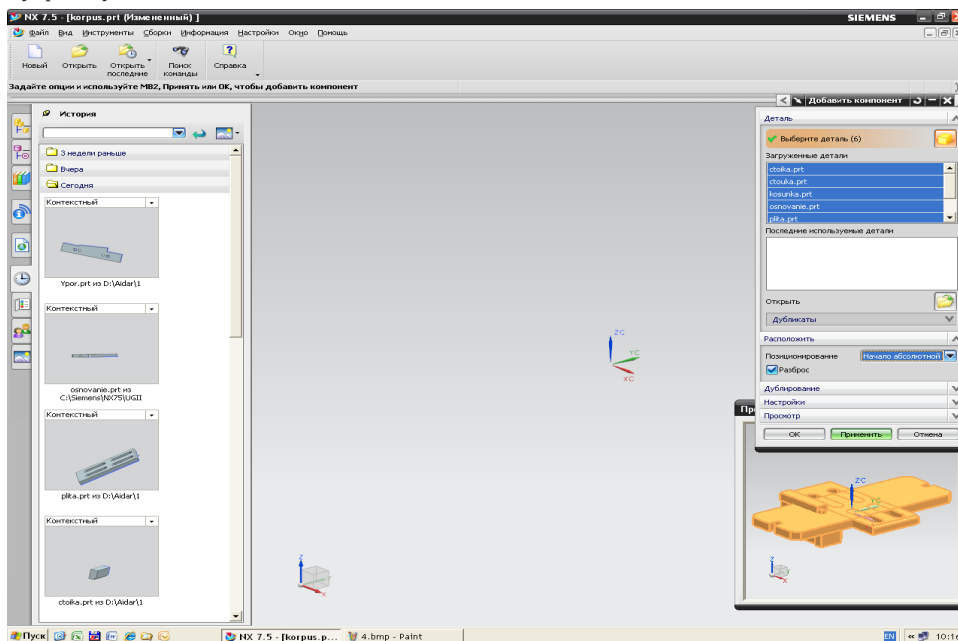 NX 7.5 - [korpus.prt (Измененный) ]
SIEMENS
Файл Вид Инструменты Сборки Информация Настройки Окно Помощь
Новый Открыть Открыть последние Поиск команды Справка
Задайте опции и используйте MB2, Принять или ОК, чтобы добавить компонент
История
3 недели раньше
Вчера
Сегодня
Контекстный
Ypor.prt из D:\Aidar\1
Контекстный
osnovanie.prt из
C:\Siemens\NX75\UGII
Контекстный
plita.prt из D:\Aidar\1
Контекстный
ctoika.prt из D:\Aidar\1
ZC
YC
XC
Z
X
Добавить компонент
Деталь
Выберите деталь (6)
Загруженные детали
ctoika.prt
ctouka.prt
kosunka.prt
osnovanie.prt
plita.prt
Последние используемые детали
Открыть
Дубликаты
Расположить
Позиционирование Начало абсолютной
Разброс
Дублирование
Настройки
Просмотр
ОК Применить Отмена
ZC
YC
Z
X
Пуск
NX 7.5 - [korpus.p... 4.bmp - Paint
EN